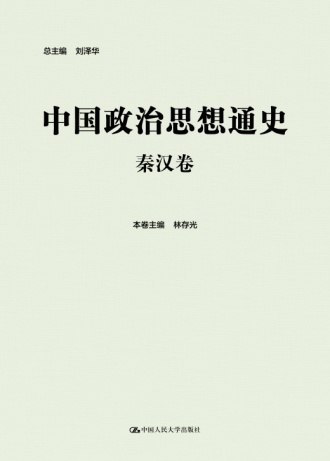 总主编 刘泽华
中国政治思想通史
秦汉卷
本卷主编 林存光
中国人民大学出版社